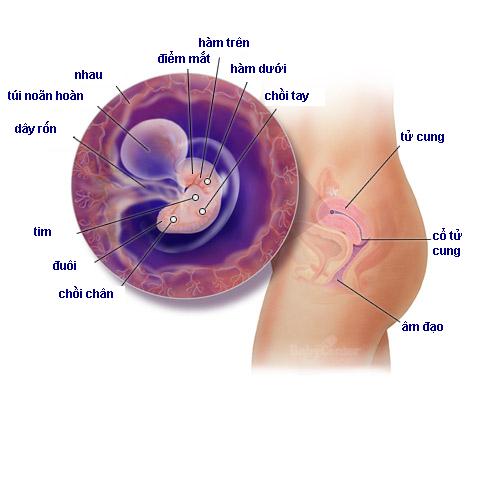 hàm trên
điểm mắt
hàm dưới
nhau
túi noãn hoàn
chồi tay
dây rốn
tử cung
tim
cổ tử
cung
đuôi
chồi chân
âm đạo
BabyCenter